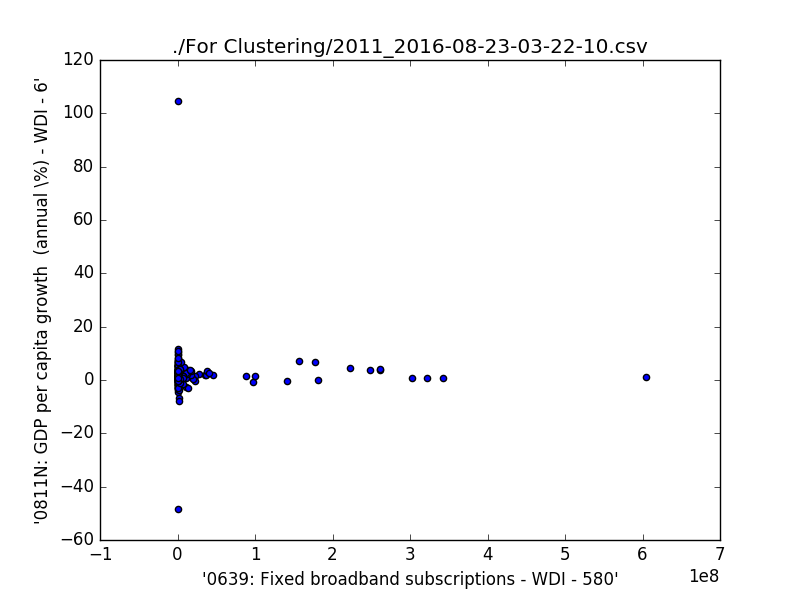 ./For Clustering/2011_2016-08-23-03-22-10.csv
120
100
80
60
40
20
0
−20
−40
−60
'0811N: GDP per capita growth  (annual \%) - WDI - 6'
−1 0 1 2 3 4 5 6 7
1e8
'0639: Fixed broadband subscriptions - WDI - 580'